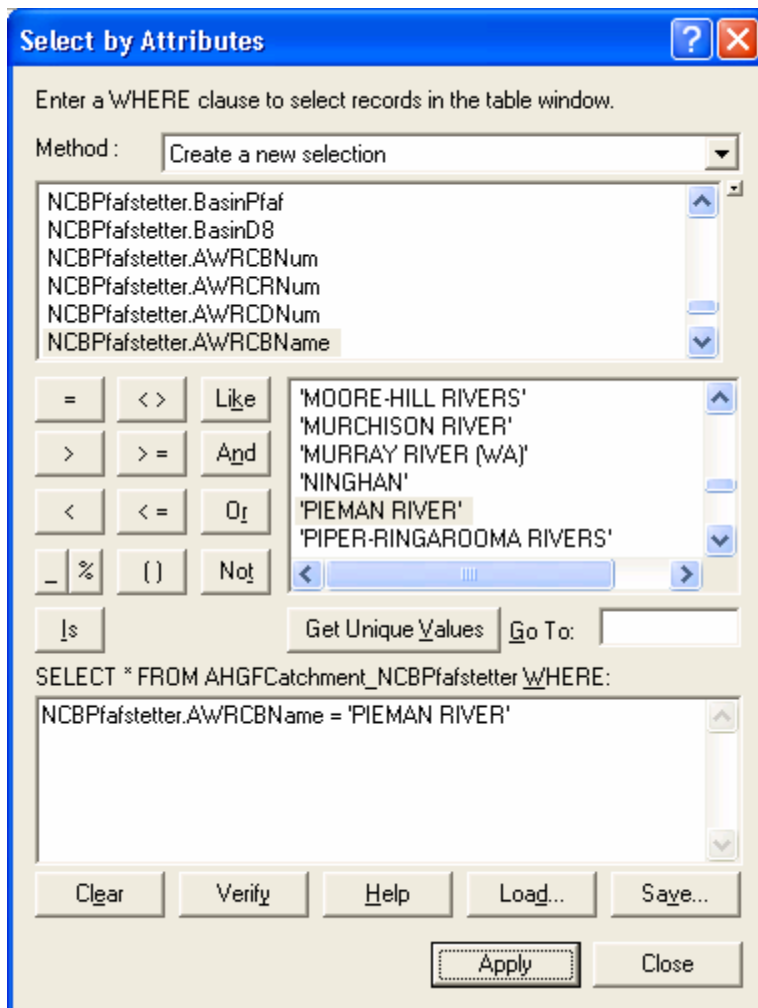 Select by Attributes
Enter a WHERE clause to select records in the table window.
Method : Create a new selection
NCBPfafstetter.BasinPfaf
NCBPfafstetter.BasinD8
NCBPfafstetter.AWRCBNum
NCBPfafstetter.AWRCRNum
NCBPfafstetter.AWRCDNum
NCBPfafstetter.AWRCBName
= < > Like
> > = And
< < = Or
_ % ( ) Not
Is
'MOORE-HILL RIVERS'
'MURCHISON RIVER'
'MURRAY RIVER (WA)'
'NINGHAN'
'PIEMAN RIVER'
'PIPER-RINGAROOMA RIVERS'
Get Unique Values Go To:
SELECT * FROM AHGFCatchment_NCBPfafstetter WHERE:
NCBPfafstetter.AWRCBName = 'PIEMAN RIVER'
Clear Verify Help Load... Save...
Apply Close